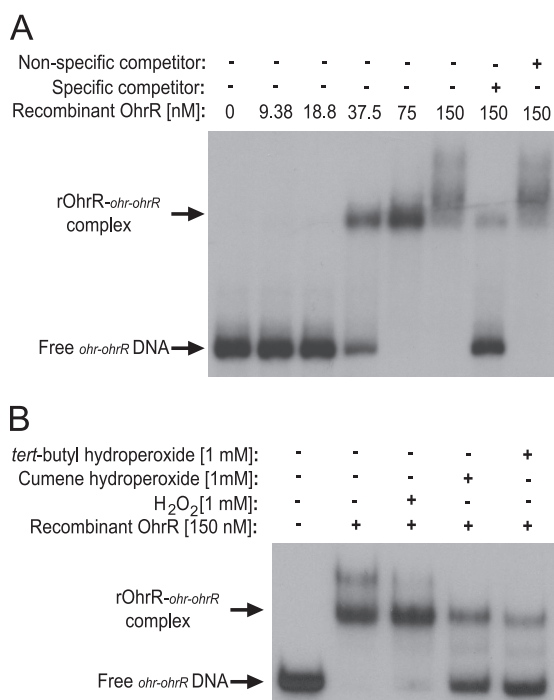 A
Non-specific competitor: - - - - - - - +
Specific competitor: - - - - - - + -
Recombinant OhrR [nM]: 0 9.38 18.8 37.5 75 150 150 150
rOhrR-ohr-ohrR
complex
Free ohr-ohrR DNA
B
tert-butyl hydroperoxide [1 mM]: - - - - +
Cumene hydroperoxide [1mM]: - - - + -
H2O2[1 mM]: - - + - -
Recombinant OhrR [150 nM]: - + + + +
rOhrR-ohr-ohrR
complex
Free ohr-ohrR DNA